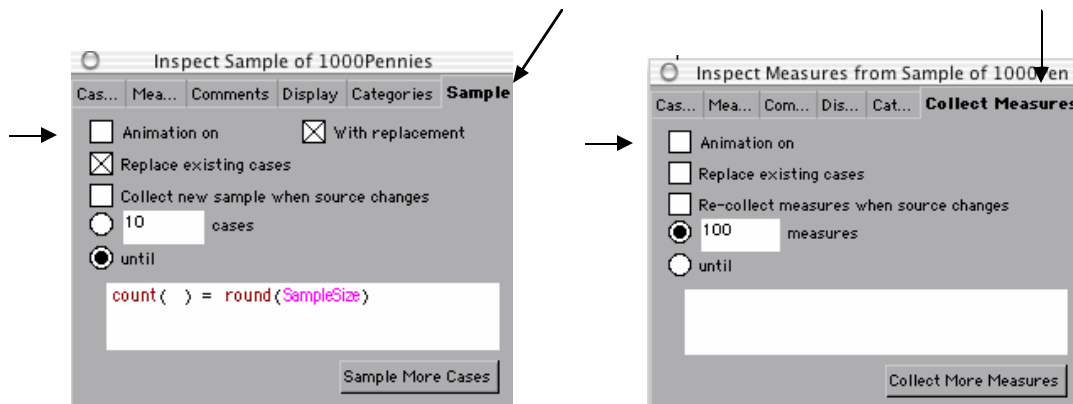 Inspect Sample of 1000Pennies
Cas... Mea... Comments Display Categories Sample
Animation on With replacement
Replace existing cases
Collect new sample when source changes
10 cases
until
count( ) = round(SampleSize)
Sample More Cases
Inspect Measures from Sample of 1000Pen
Cas... Mea... Com... Dis... Cat... Collect Measures
Animation on
Replace existing cases
Re-collect measures when source changes
100 measures
until
Collect More Measures